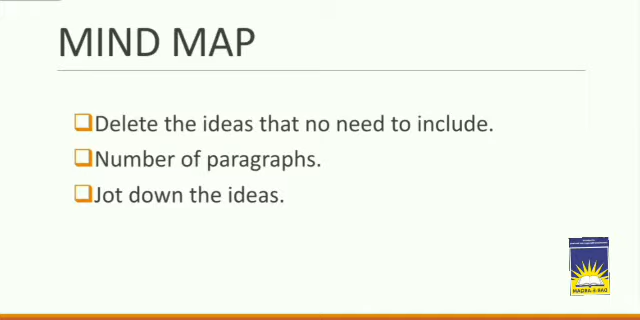 MIND MAP
Delete the ideas that no need to include.
Number of paragraphs.
Jot down the ideas.